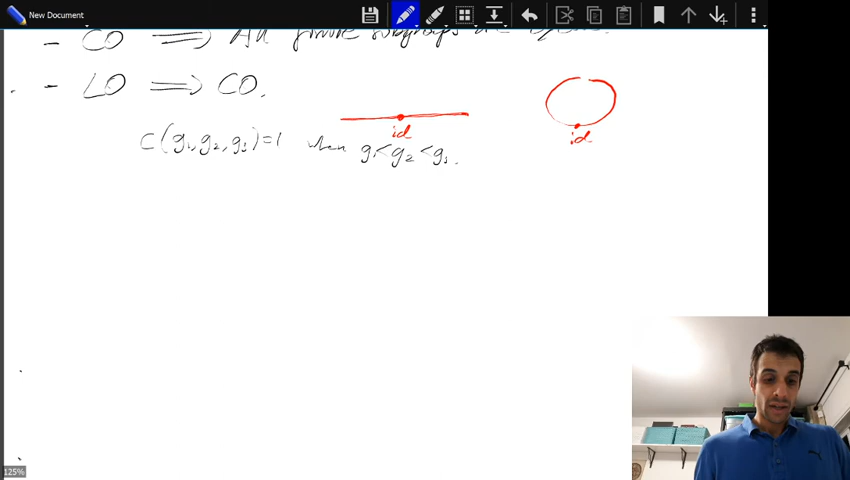 New Document
- CO ⟹ All finite subgroups are cyclic.
- LO ⟹ CO.
id
id
c(g₁,g₂,g₃)=1 when g₁<g₂<g₃.
125%